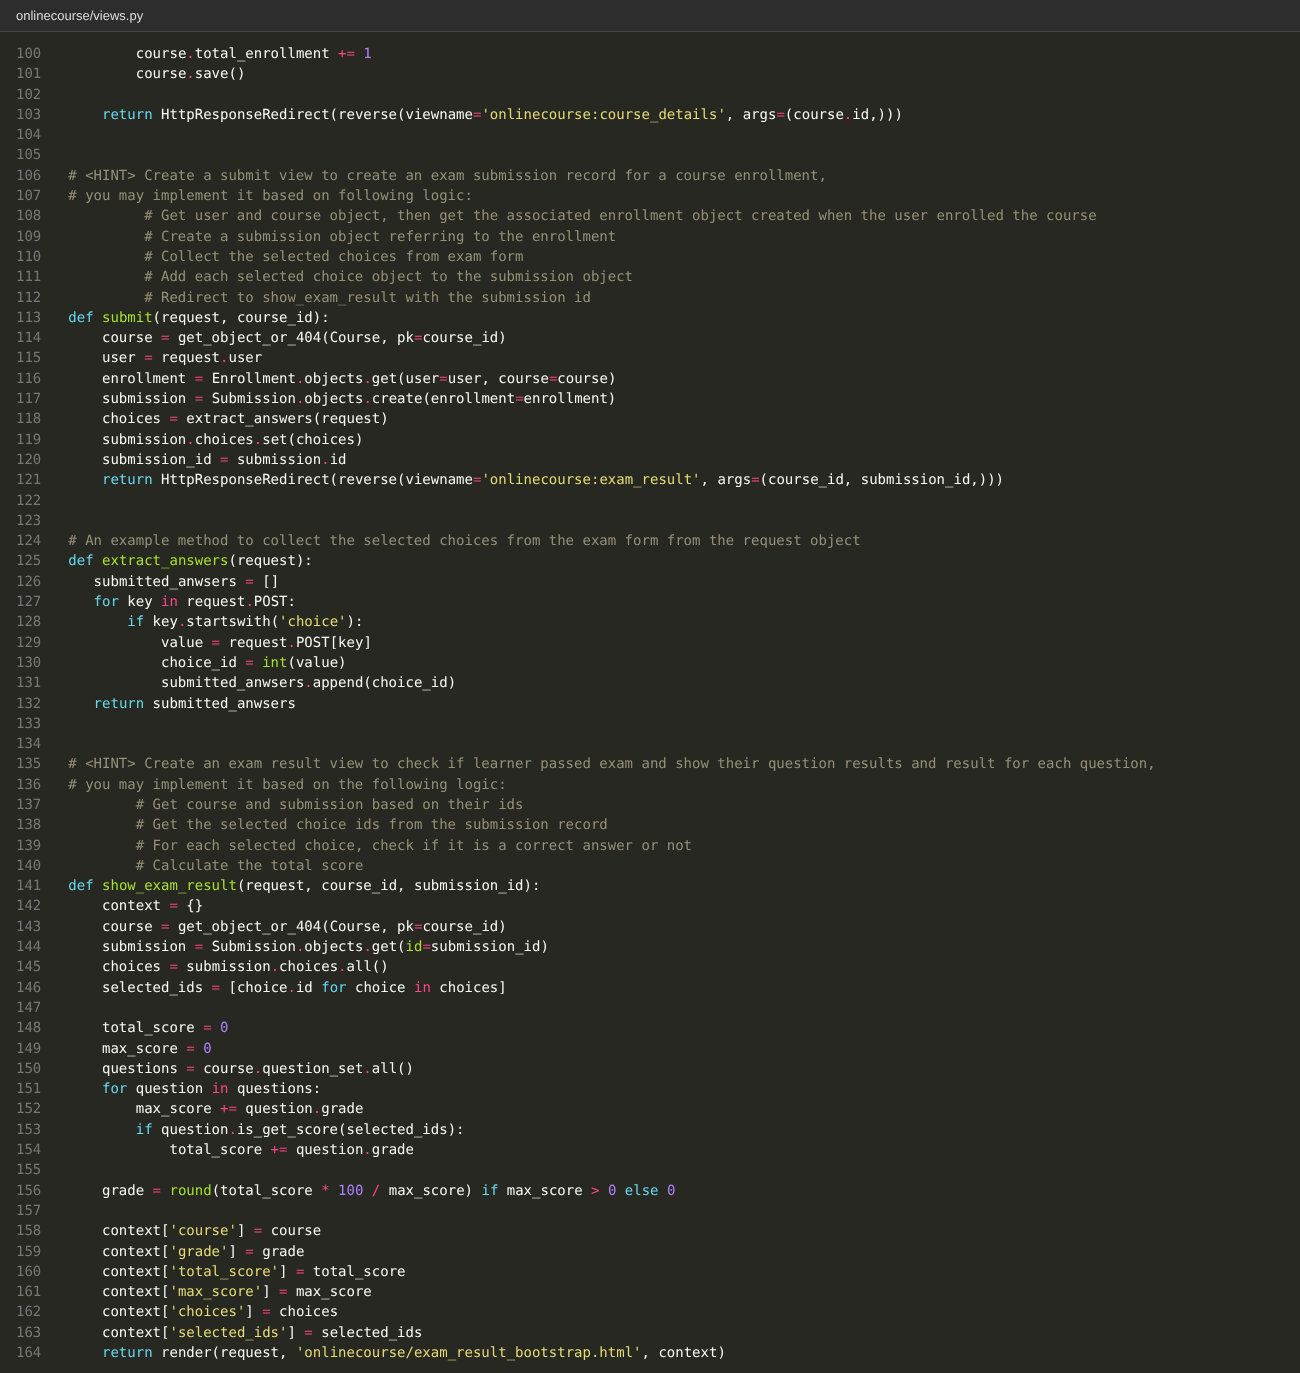 onlinecourse/views.py
100         course.total_enrollment += 1
101         course.save()
102
103     return HttpResponseRedirect(reverse(viewname='onlinecourse:course_details', args=(course.id,)))
104
105
106 # <HINT> Create a submit view to create an exam submission record for a course enrollment,
107 # you may implement it based on following logic:
108          # Get user and course object, then get the associated enrollment object created when the user enrolled the course
109          # Create a submission object referring to the enrollment
110          # Collect the selected choices from exam form
111          # Add each selected choice object to the submission object
112          # Redirect to show_exam_result with the submission id
113 def submit(request, course_id):
114     course = get_object_or_404(Course, pk=course_id)
115     user = request.user
116     enrollment = Enrollment.objects.get(user=user, course=course)
117     submission = Submission.objects.create(enrollment=enrollment)
118     choices = extract_answers(request)
119     submission.choices.set(choices)
120     submission_id = submission.id
121     return HttpResponseRedirect(reverse(viewname='onlinecourse:exam_result', args=(course_id, submission_id,)))
122
123
124 # An example method to collect the selected choices from the exam form from the request object
125 def extract_answers(request):
126    submitted_anwsers = []
127    for key in request.POST:
128        if key.startswith('choice'):
129            value = request.POST[key]
130            choice_id = int(value)
131            submitted_anwsers.append(choice_id)
132    return submitted_anwsers
133
134
135 # <HINT> Create an exam result view to check if learner passed exam and show their question results and result for each question,
136 # you may implement it based on the following logic:
137         # Get course and submission based on their ids
138         # Get the selected choice ids from the submission record
139         # For each selected choice, check if it is a correct answer or not
140         # Calculate the total score
141 def show_exam_result(request, course_id, submission_id):
142     context = {}
143     course = get_object_or_404(Course, pk=course_id)
144     submission = Submission.objects.get(id=submission_id)
145     choices = submission.choices.all()
146     selected_ids = [choice.id for choice in choices]
147
148     total_score = 0
149     max_score = 0
150     questions = course.question_set.all()
151     for question in questions:
152         max_score += question.grade
153         if question.is_get_score(selected_ids):
154             total_score += question.grade
155
156     grade = round(total_score * 100 / max_score) if max_score > 0 else 0
157
158     context['course'] = course
159     context['grade'] = grade
160     context['total_score'] = total_score
161     context['max_score'] = max_score
162     context['choices'] = choices
163     context['selected_ids'] = selected_ids
164     return render(request, 'onlinecourse/exam_result_bootstrap.html', context)